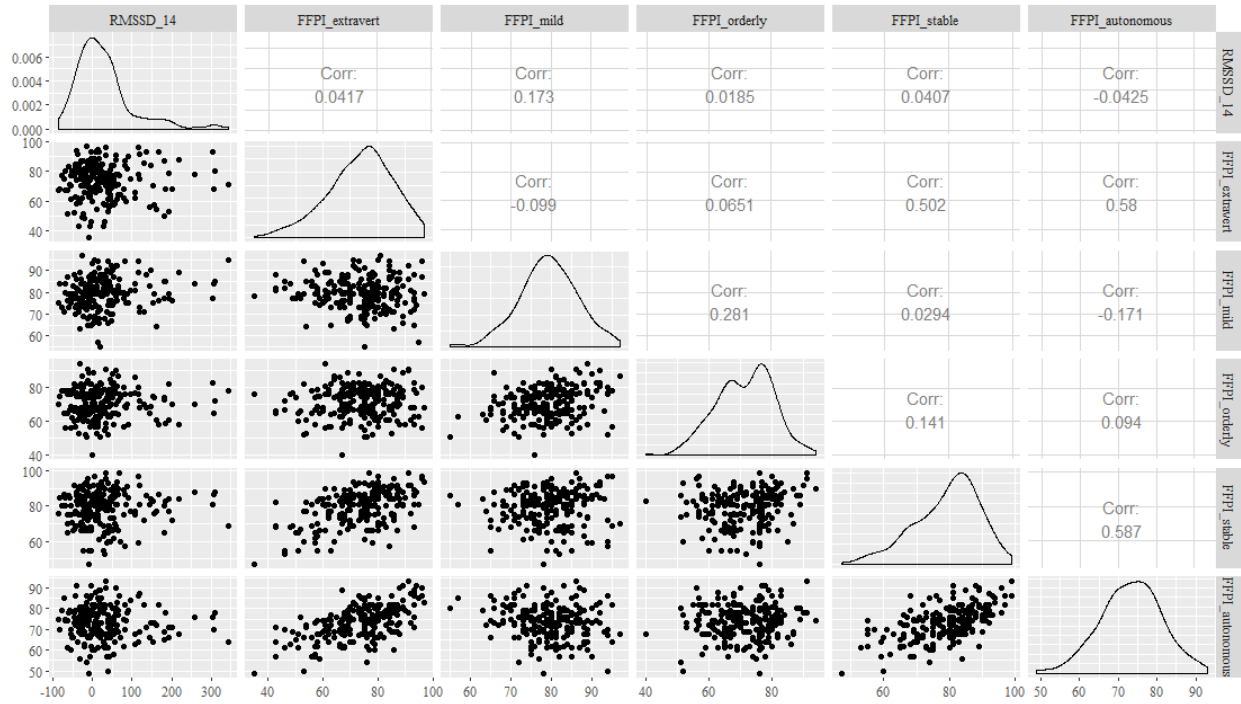 RMSSD_14 FFPI_extravert FFPI_mild FFPI_orderly FFPI_stable FFPI_autonomous
0.006
0.004
0.002
0.000
Corr: Corr: Corr: Corr: Corr:
0.0417 0.173 0.0185 0.0407 -0.0425
RMSSD_14
100
80
60
40
Corr: Corr: Corr: Corr:
-0.099 0.0651 0.502 0.58
FFPI_extravert
90
80
70
60
Corr: Corr: Corr:
0.281 0.0294 -0.171
FFPI_mild
80
60
40
Corr: Corr:
0.141 0.094
FFPI_orderly
100
80
60
Corr:
0.587
FFPI_stable
90
80
70
60
50
FFPI_autonomous
-100 0 100 200 300 40 60 80 100 60 70 80 90 40 60 80 60 80 100 50 60 70 80 90